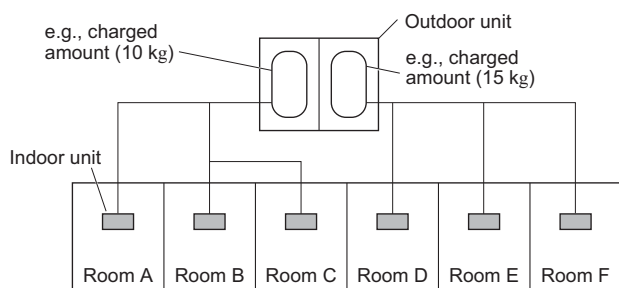 e.g., charged
amount (10 kg)
Outdoor unit
e.g., charged
amount (15 kg)
Indoor unit
Room A
Room B
Room C
Room D
Room E
Room F